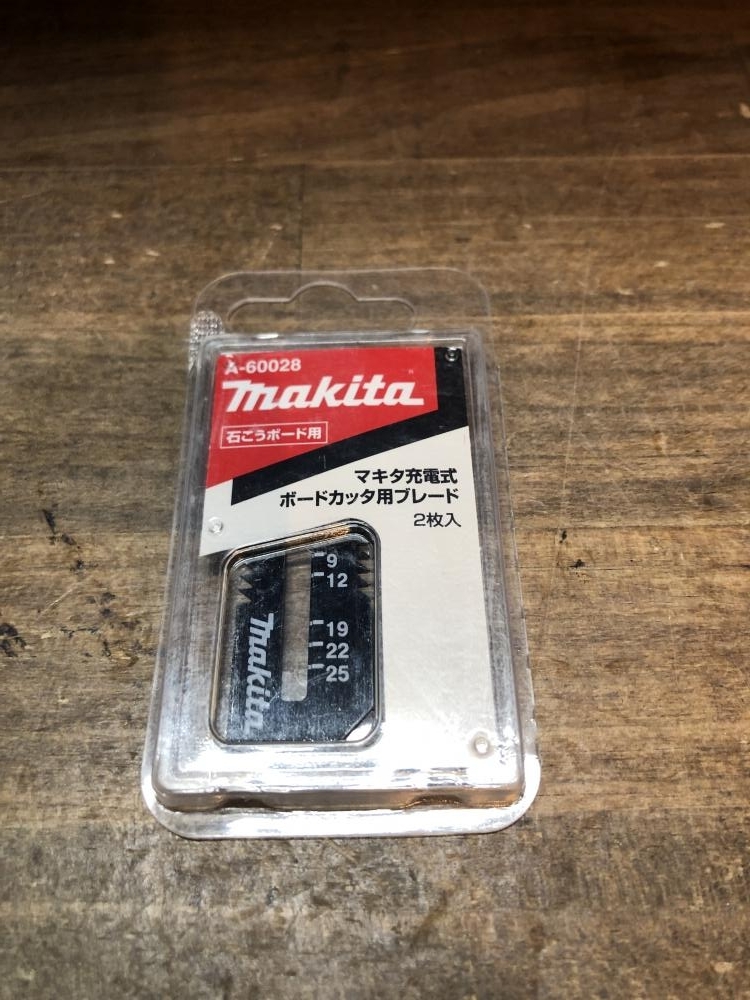 A-60028
makita
石こうボード用
マキタ充電式
ボードカッタ用ブレード
2枚入
9
12
19
22
25
makita